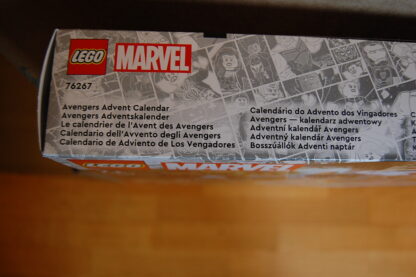 LEGO MARVEL
76267
Avengers Advent Calendar
Avengers Adventskalender
Le calendrier de l'Avent des Avengers
Calendario dell'Avvento degli Avengers
Calendario de Adviento de Los Vengadores
Calendário do Advento dos Vingadores
Avengers — kalendarz adwentowy
Adventní kalendář Avengers
Adventný kalendár Avengers
Bosszúállók Adventi naptár
LEGO